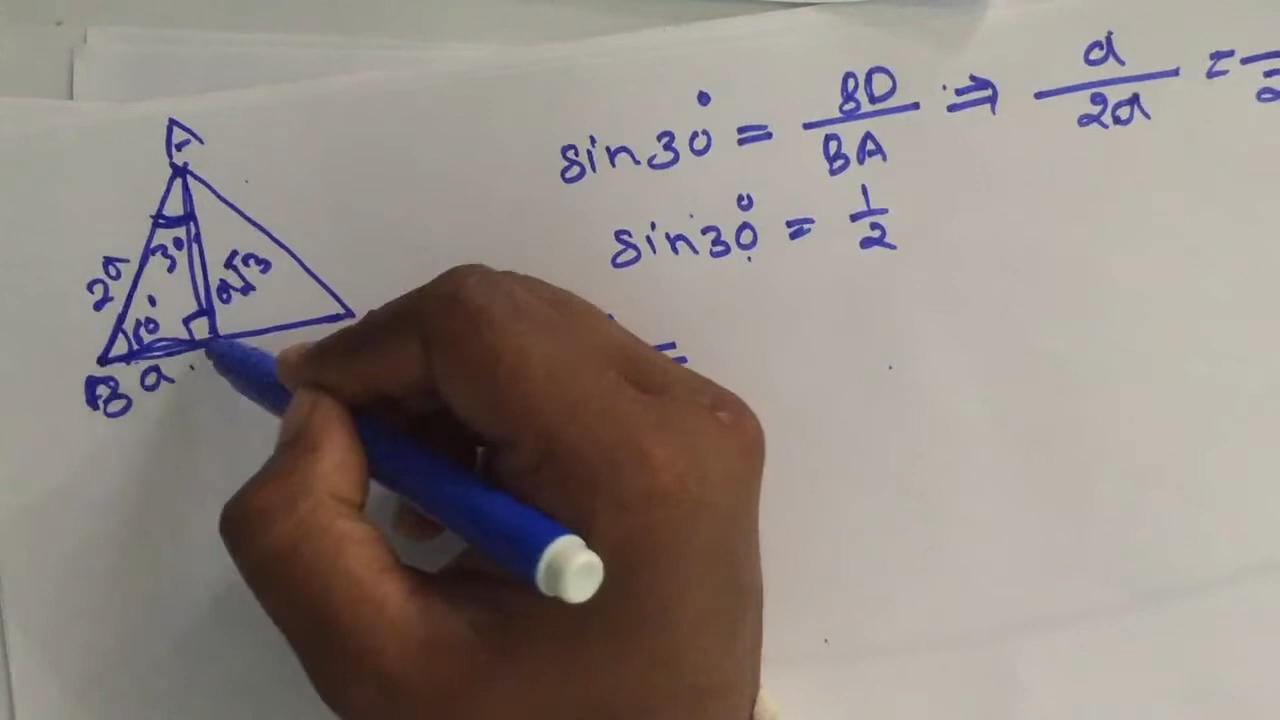 sin30° = BD/BA ⇒ a/2a =
sin30° = 1/2
=
A
30
2a
a√3
60°
B
a